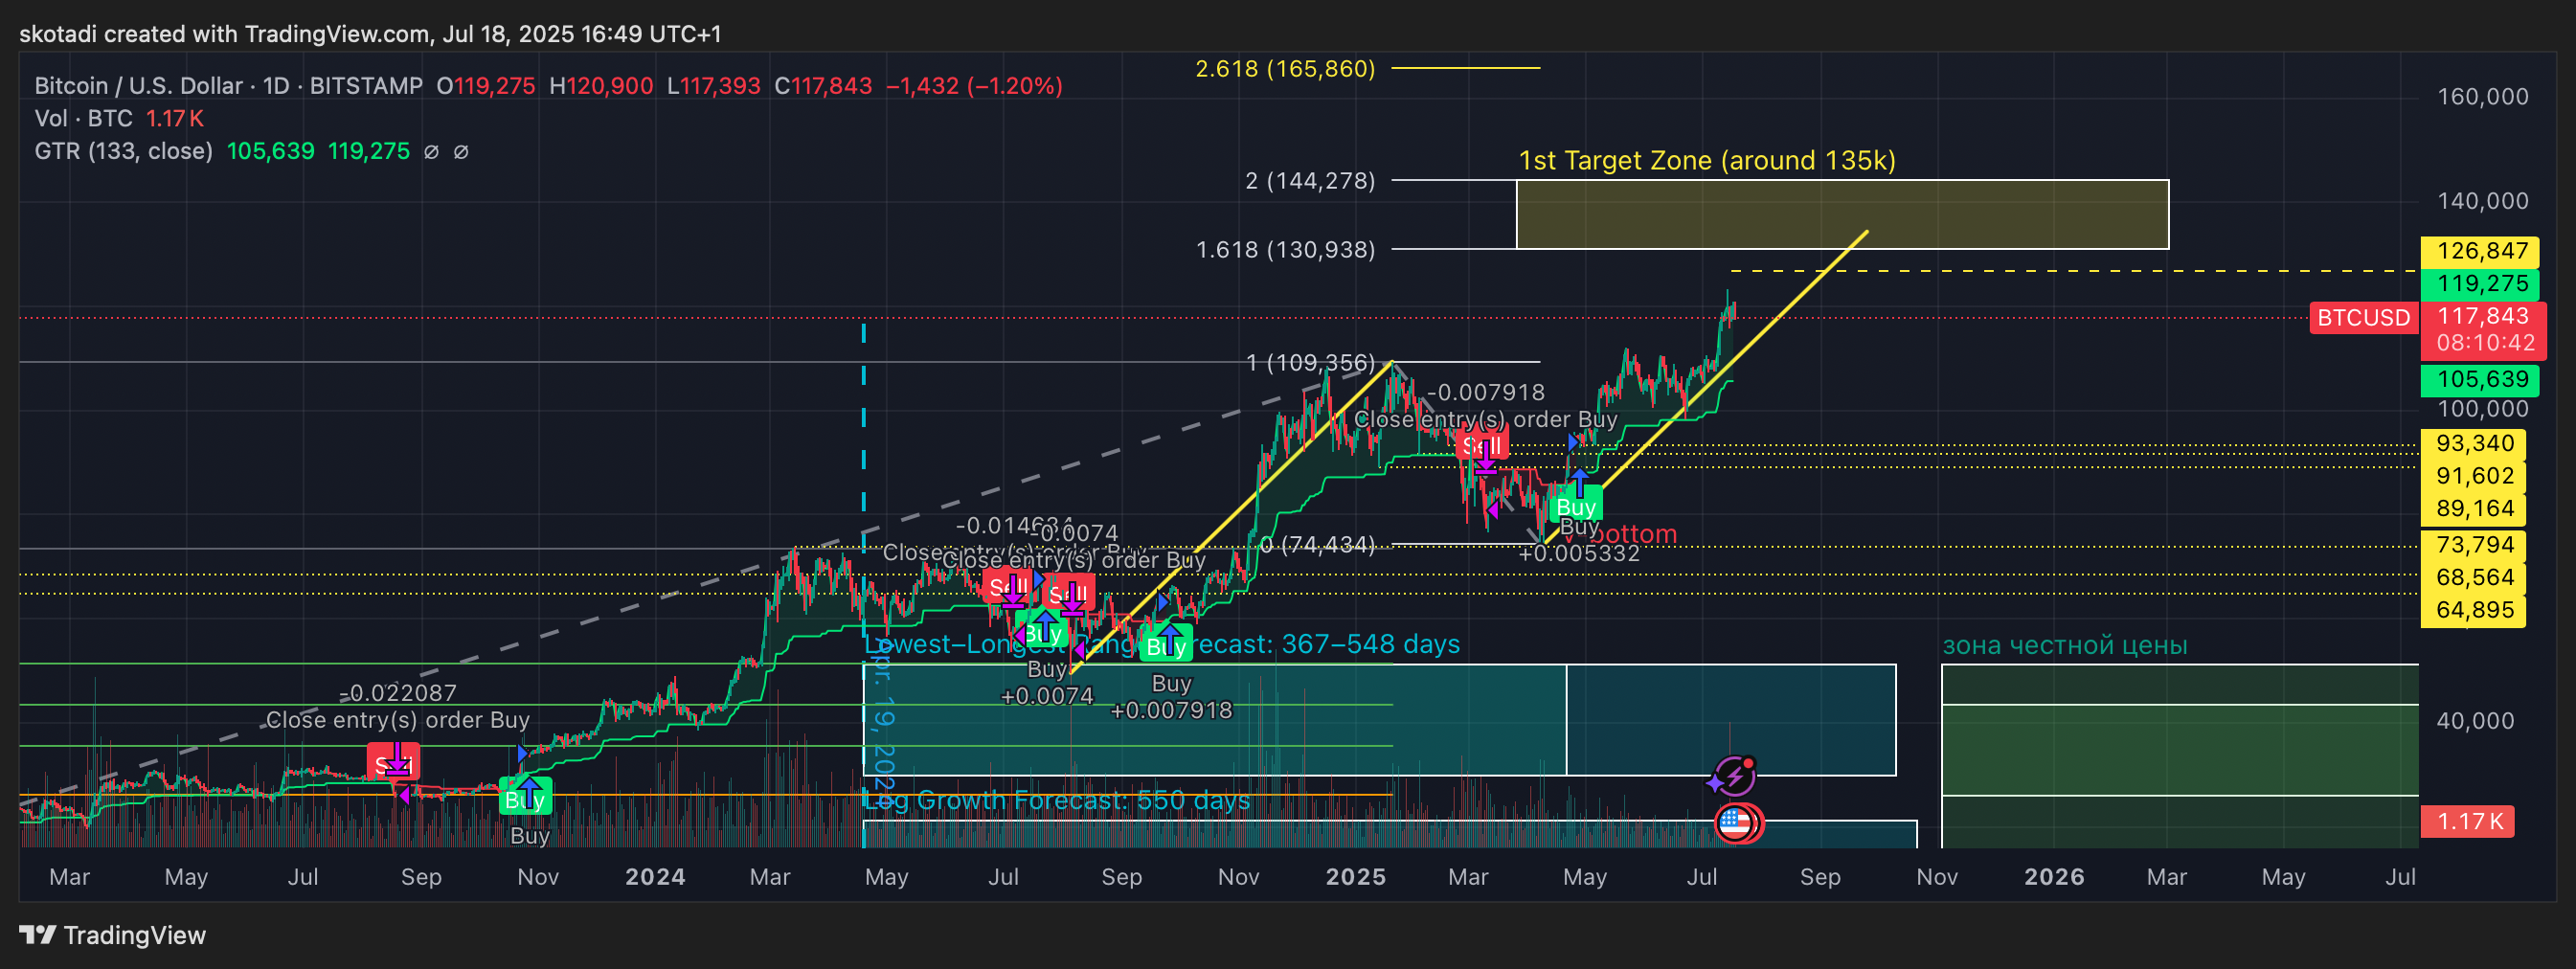 skotadi created with TradingView.com, Jul 18, 2025 16:49 UTC+1
Bitcoin / U.S. Dollar · 1D · BITSTAMP O119,275 H120,900 L117,393 C117,843 −1,432 (−1.20%)
Vol · BTC 1.17K
GTR (133, close) 105,639 119,275 ∅ ∅
2.618 (165,860)
160,000
1st Target Zone (around 135k)
2 (144,278)
140,000
1.618 (130,938)
126,847
119,275
BTCUSD 117,843
08:10:42
1 (109,356)
105,639
100,000
-0.007918
Close entry(s) order Buy
Sell
93,340
91,602
89,164
Buy
Buy
bottom
+0.005332
0 (74,434)
73,794
68,564
64,895
-0.014634
-0.0074
Close entry(s) order Buy
Close entry(s) order Buy
Sell
Sell
Buy
Buy
Buy
+0.0074
Buy
+0.007918
Lowest–Longest Range Forecast: 367–548 days
зона честной цены
Apr. 19, 2024
-0.022087
Close entry(s) order Buy
Sell
Buy
Buy
40,000
Log Growth Forecast: 550 days
1.17K
Mar May Jul Sep Nov 2024 Mar May Jul Sep Nov 2025 Mar May Jul Sep Nov 2026 Mar May Jul
TradingView